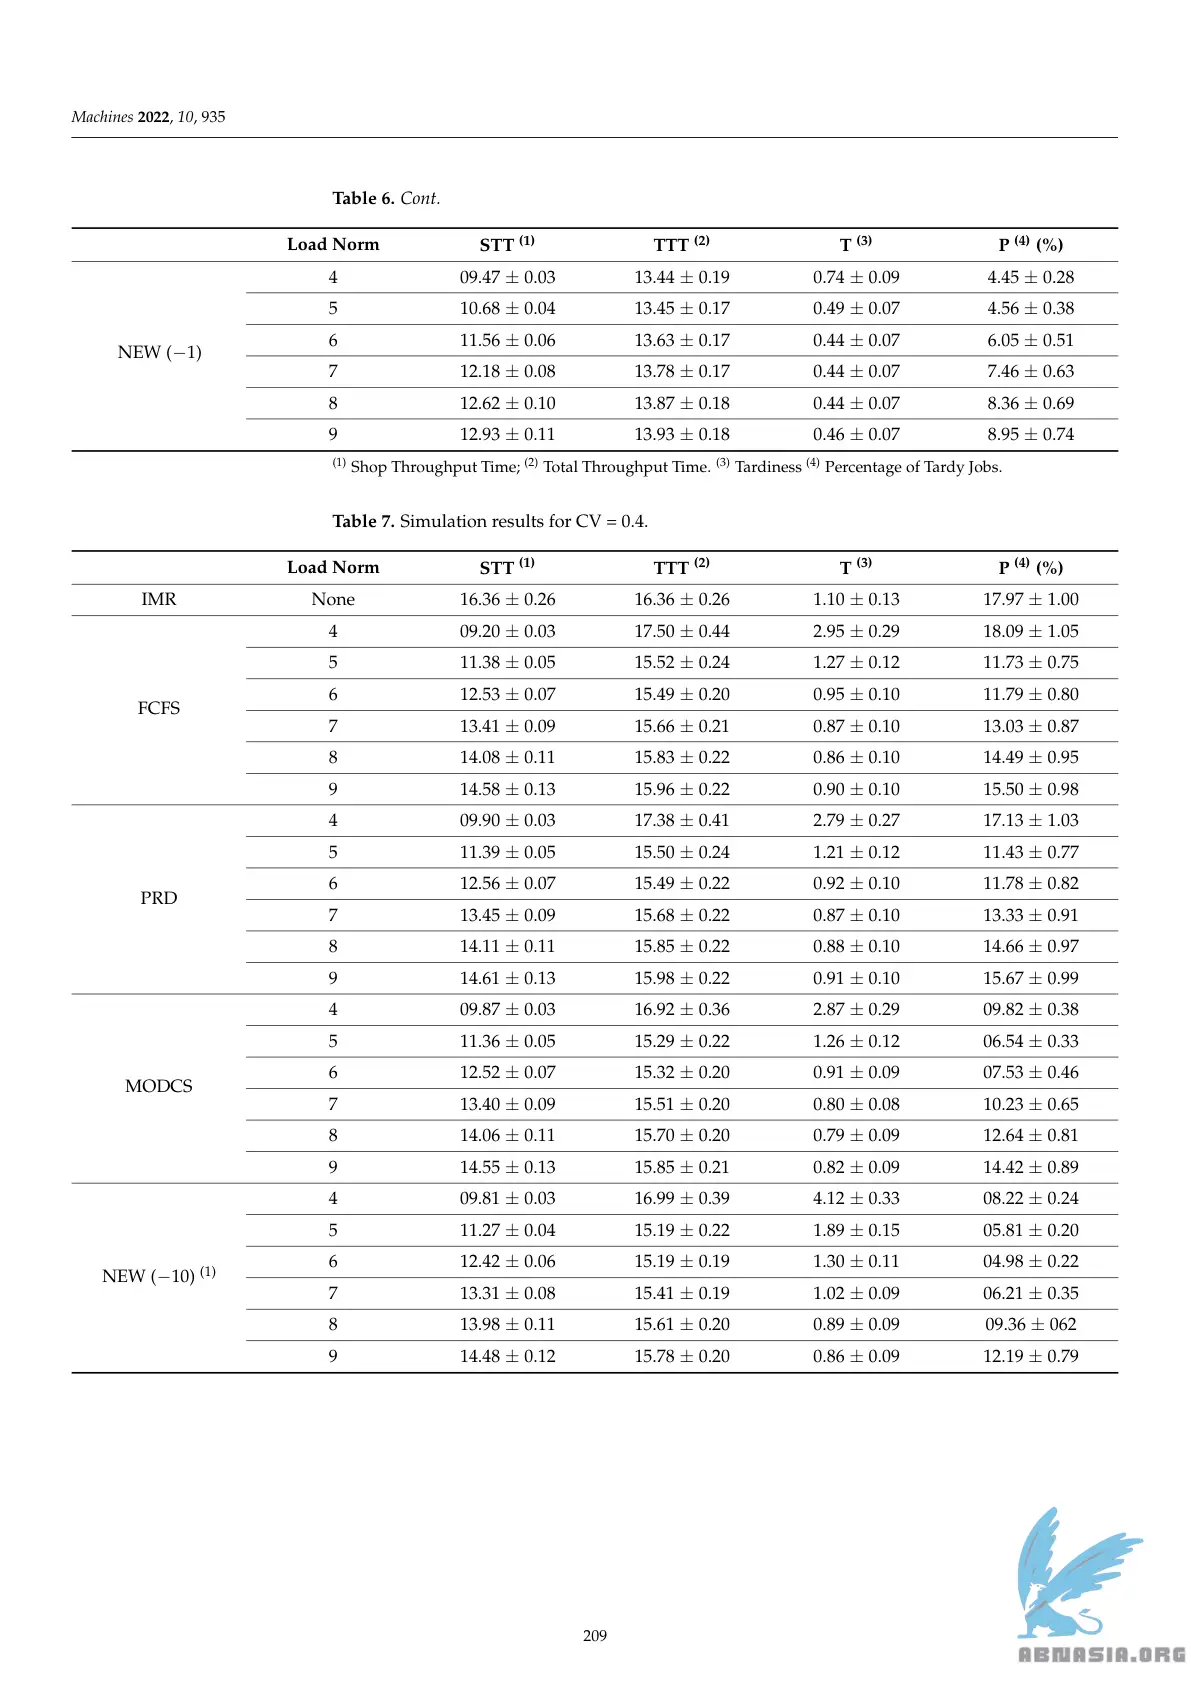 Machines 2022, 10, 935
Table 6. Cont.
Load Norm STT (1) TTT (2) T (3) P (4) (%)
NEW (−1)
4 09.47 ± 0.03 13.44 ± 0.19 0.74 ± 0.09 4.45 ± 0.28
5 10.68 ± 0.04 13.45 ± 0.17 0.49 ± 0.07 4.56 ± 0.38
6 11.56 ± 0.06 13.63 ± 0.17 0.44 ± 0.07 6.05 ± 0.51
7 12.18 ± 0.08 13.78 ± 0.17 0.44 ± 0.07 7.46 ± 0.63
8 12.62 ± 0.10 13.87 ± 0.18 0.44 ± 0.07 8.36 ± 0.69
9 12.93 ± 0.11 13.93 ± 0.18 0.46 ± 0.07 8.95 ± 0.74
(1) Shop Throughput Time; (2) Total Throughput Time. (3) Tardiness (4) Percentage of Tardy Jobs.
Table 7. Simulation results for CV = 0.4.
Load Norm STT (1) TTT (2) T (3) P (4) (%)
IMR None 16.36 ± 0.26 16.36 ± 0.26 1.10 ± 0.13 17.97 ± 1.00
FCFS
4 09.20 ± 0.03 17.50 ± 0.44 2.95 ± 0.29 18.09 ± 1.05
5 11.38 ± 0.05 15.52 ± 0.24 1.27 ± 0.12 11.73 ± 0.75
6 12.53 ± 0.07 15.49 ± 0.20 0.95 ± 0.10 11.79 ± 0.80
7 13.41 ± 0.09 15.66 ± 0.21 0.87 ± 0.10 13.03 ± 0.87
8 14.08 ± 0.11 15.83 ± 0.22 0.86 ± 0.10 14.49 ± 0.95
9 14.58 ± 0.13 15.96 ± 0.22 0.90 ± 0.10 15.50 ± 0.98
PRD
4 09.90 ± 0.03 17.38 ± 0.41 2.79 ± 0.27 17.13 ± 1.03
5 11.39 ± 0.05 15.50 ± 0.24 1.21 ± 0.12 11.43 ± 0.77
6 12.56 ± 0.07 15.49 ± 0.22 0.92 ± 0.10 11.78 ± 0.82
7 13.45 ± 0.09 15.68 ± 0.22 0.87 ± 0.10 13.33 ± 0.91
8 14.11 ± 0.11 15.85 ± 0.22 0.88 ± 0.10 14.66 ± 0.97
9 14.61 ± 0.13 15.98 ± 0.22 0.91 ± 0.10 15.67 ± 0.99
MODCS
4 09.87 ± 0.03 16.92 ± 0.36 2.87 ± 0.29 09.82 ± 0.38
5 11.36 ± 0.05 15.29 ± 0.22 1.26 ± 0.12 06.54 ± 0.33
6 12.52 ± 0.07 15.32 ± 0.20 0.91 ± 0.09 07.53 ± 0.46
7 13.40 ± 0.09 15.51 ± 0.20 0.80 ± 0.08 10.23 ± 0.65
8 14.06 ± 0.11 15.70 ± 0.20 0.79 ± 0.09 12.64 ± 0.81
9 14.55 ± 0.13 15.85 ± 0.21 0.82 ± 0.09 14.42 ± 0.89
NEW (−10) (1)
4 09.81 ± 0.03 16.99 ± 0.39 4.12 ± 0.33 08.22 ± 0.24
5 11.27 ± 0.04 15.19 ± 0.22 1.89 ± 0.15 05.81 ± 0.20
6 12.42 ± 0.06 15.19 ± 0.19 1.30 ± 0.11 04.98 ± 0.22
7 13.31 ± 0.08 15.41 ± 0.19 1.02 ± 0.09 06.21 ± 0.35
8 13.98 ± 0.11 15.61 ± 0.20 0.89 ± 0.09 09.36 ± 062
9 14.48 ± 0.12 15.78 ± 0.20 0.86 ± 0.09 12.19 ± 0.79
209
ABNASIA.ORG